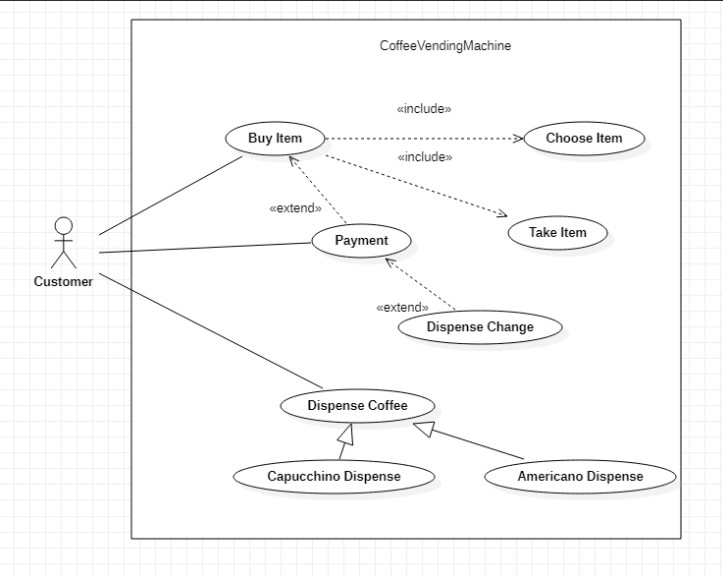 CoffeeVendingMachine
«include»
Buy Item
Choose Item
«include»
«extend»
Take Item
Payment
Customer
«extend»
Dispense Change
Dispense Coffee
Capucchino Dispense
Americano Dispense